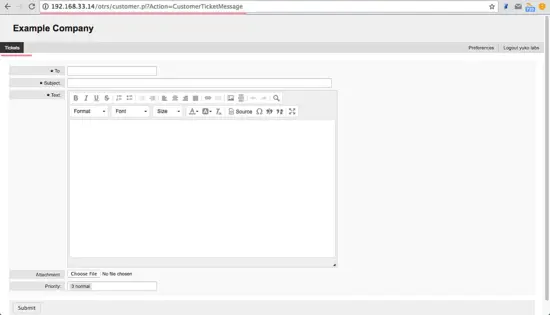 192.168.33.14/otrs/customer.pl?Action=CustomerTicketMessage
Example Company
Tickets Preferences Logout yuko labs
To:
Subject:
Text:
B I U S
Format Font Size A A Source Ω
Attachment: Choose File No file chosen
Priority: 3 normal
Submit